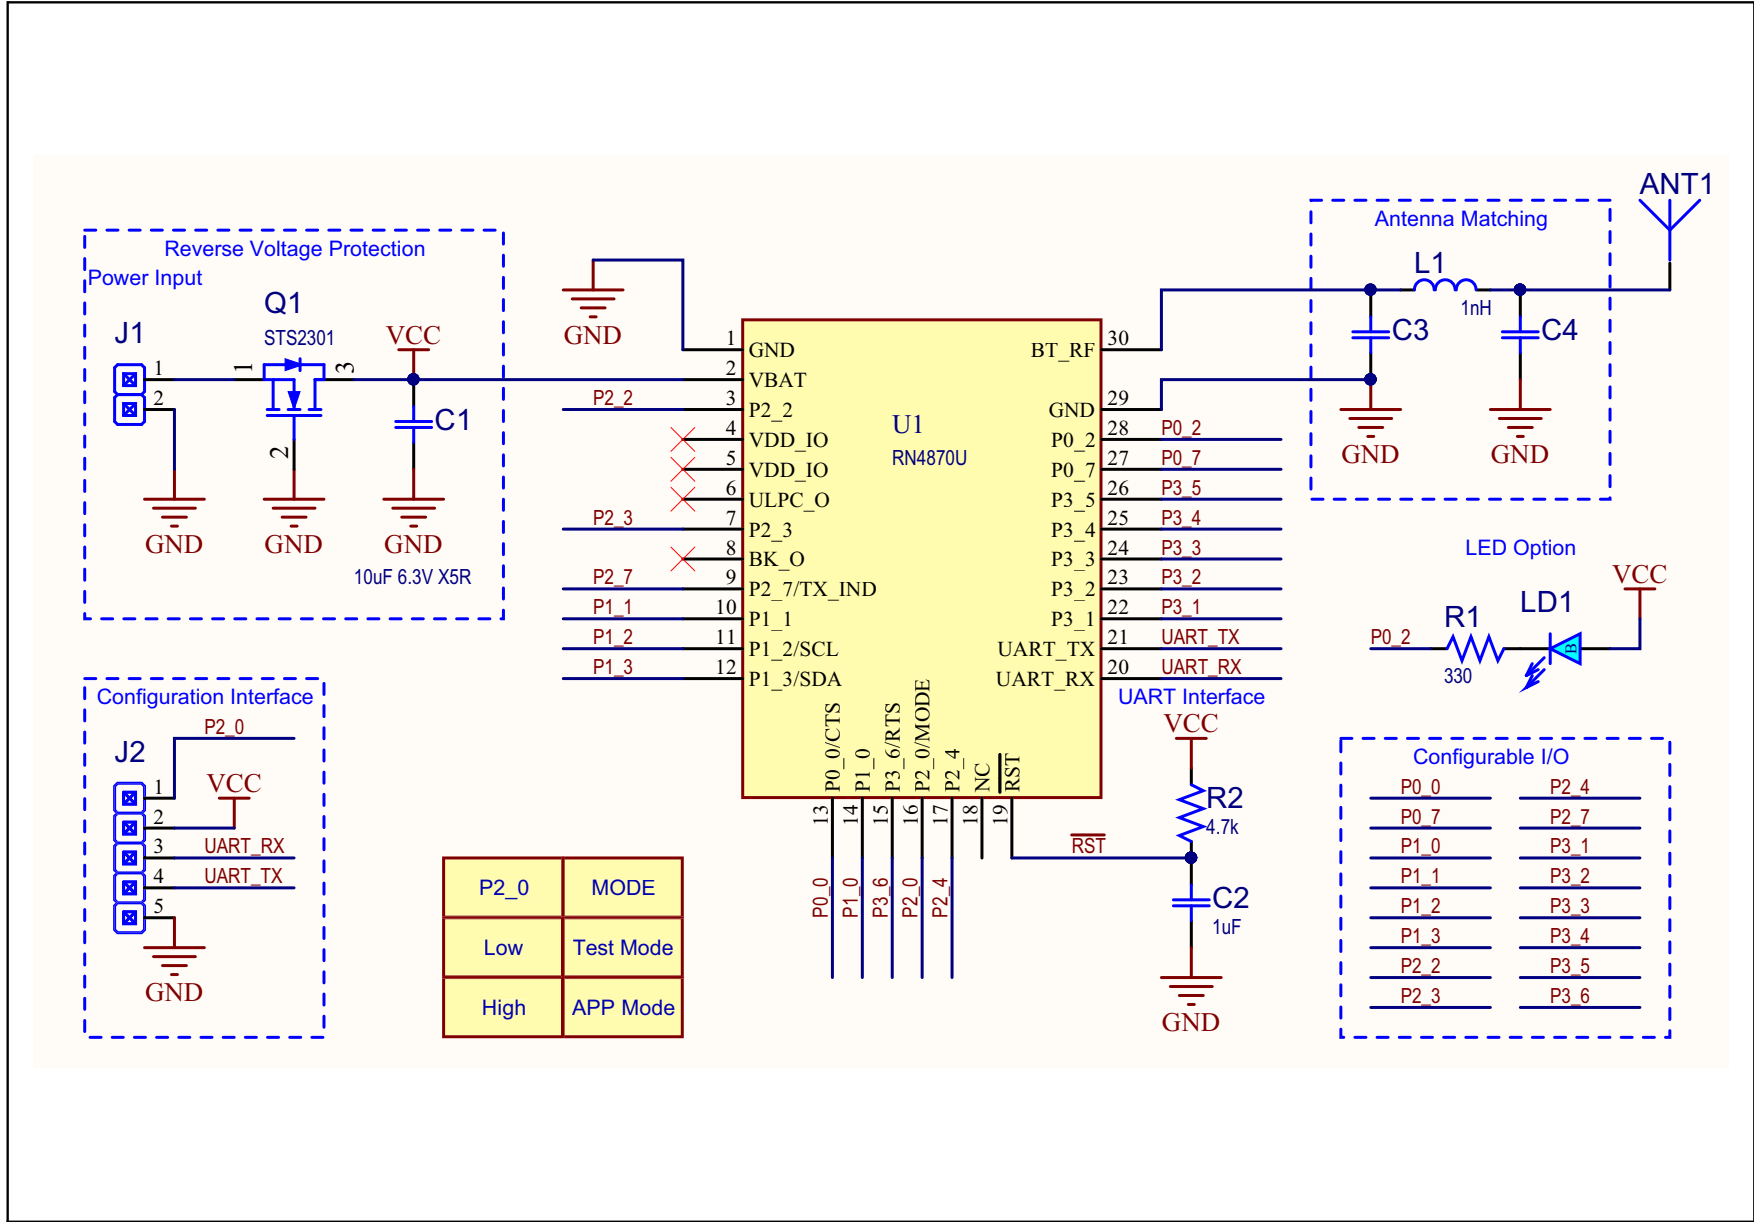 Reverse Voltage Protection
Power Input
J1
1
2
Q1
STS2301
1
3
2
VCC
C1
10uF 6.3V X5R
GND
GND
GND
Configuration Interface
J2
1
2
3
4
5
P2_0
VCC
UART_RX
UART_TX
GND
P2_0 MODE
Low Test Mode
High APP Mode
GND
P2_2
P2_3
P2_7
P1_1
P1_2
P1_3
U1
RN4870U
1 GND
2 VBAT
3 P2_2
4 VDD_IO
5 VDD_IO
6 ULPC_O
7 P2_3
8 BK_O
9 P2_7/TX_IND
10 P1_1
11 P1_2/SCL
12 P1_3/SDA
13 P0_0/CTS
14 P1_0
15 P3_6/RTS
16 P2_0/MODE
17 P2_4
18 NC
19 RST
P0_0
P1_0
P3_6
P2_0
P2_4
BT_RF 30
GND 29
P0_2 28 P0_2
P0_7 27 P0_7
P3_5 26 P3_5
P3_4 25 P3_4
P3_3 24 P3_3
P3_2 23 P3_2
P3_1 22 P3_1
UART_TX 21 UART_TX
UART_RX 20 UART_RX
UART Interface
VCC
R2
4.7k
RST
C2
1uF
GND
Antenna Matching
ANT1
L1
1nH
C3
C4
GND
GND
LED Option
VCC
LD1
B
R1
330
P0_2
Configurable I/O
P0_0 P2_4
P0_7 P2_7
P1_0 P3_1
P1_1 P3_2
P1_2 P3_3
P1_3 P3_4
P2_2 P3_5
P2_3 P3_6